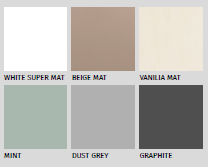 WHITE SUPER MAT
BEIGE MAT
VANILIA MAT
MINT
DUST GREY
GRAPHITE